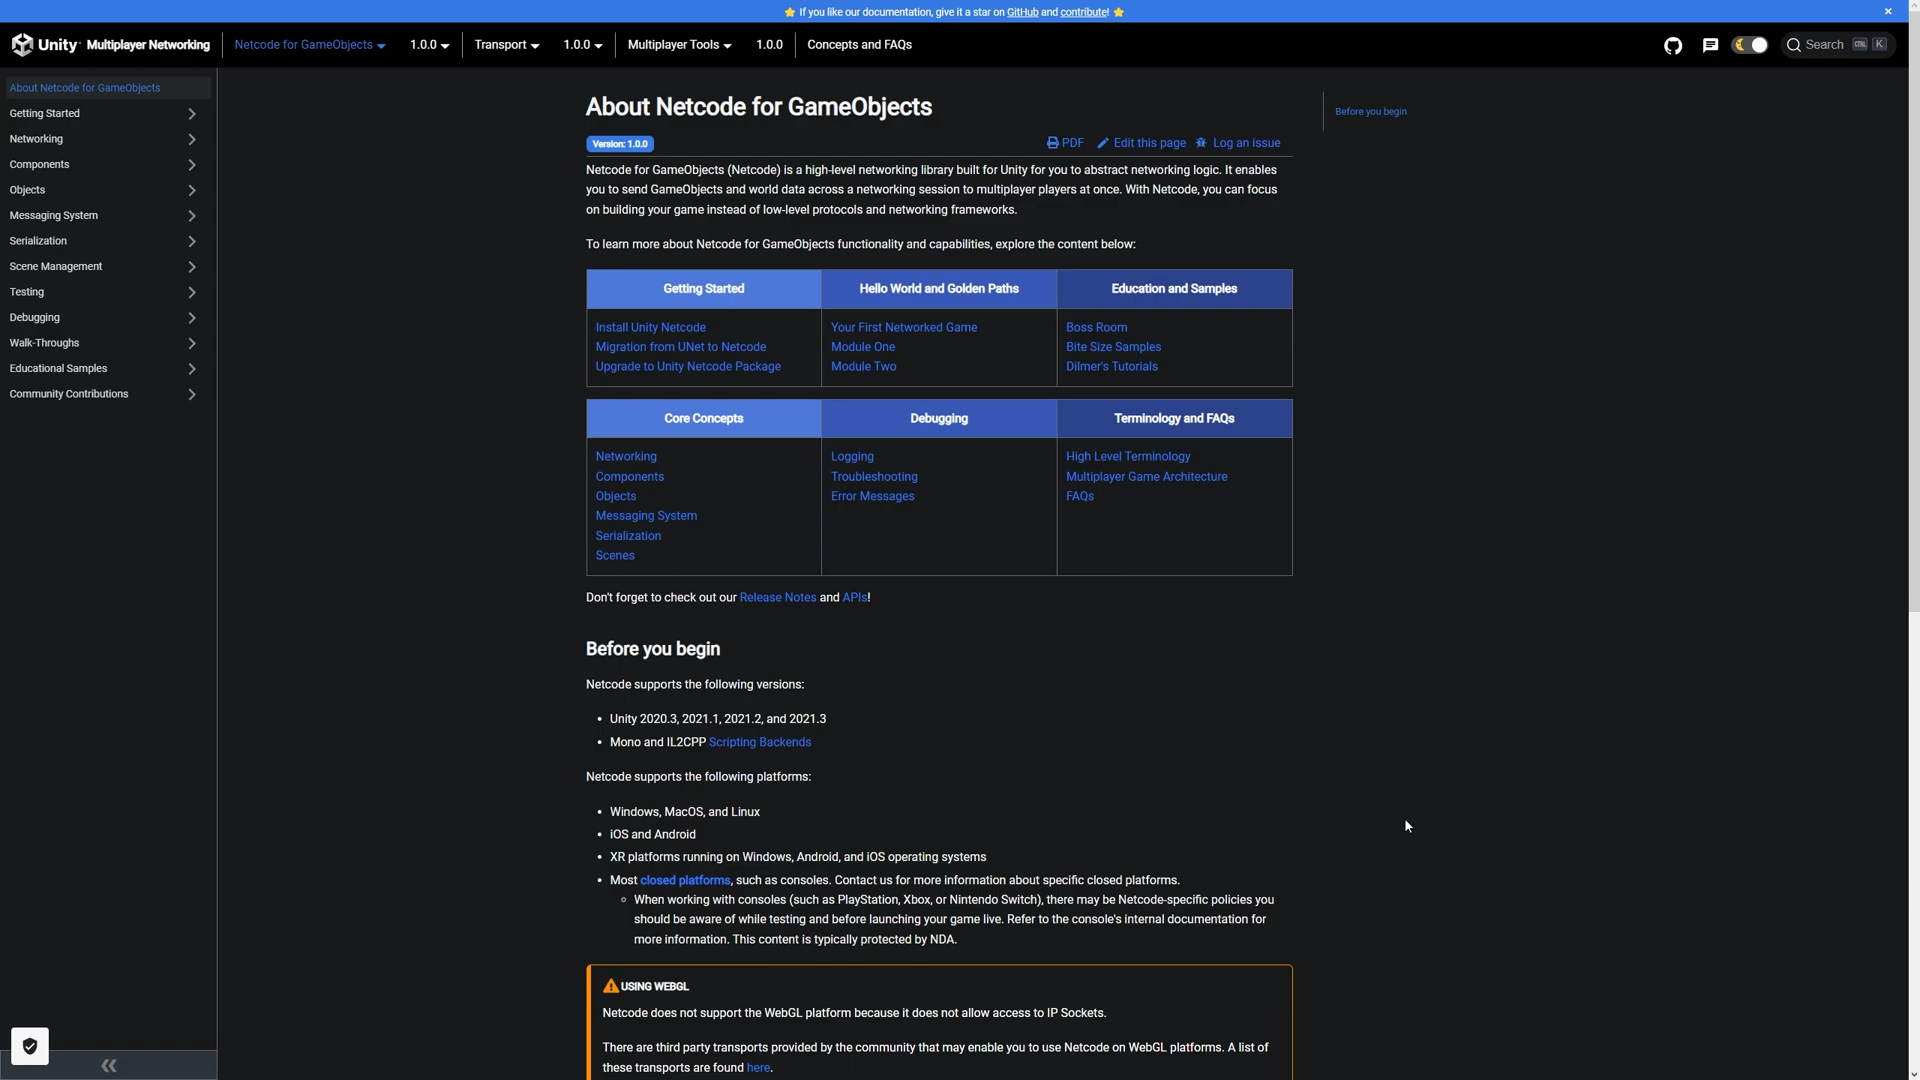 ⭐ If you like our documentation, give it a star on GitHub and contribute! ⭐ ×
Unity Multiplayer Networking Netcode for GameObjects 1.0.0 Transport 1.0.0 Multiplayer Tools 1.0.0 Concepts and FAQs Search CTRL K
About Netcode for GameObjects
Getting Started
Networking
Components
Objects
Messaging System
Serialization
Scene Management
Testing
Debugging
Walk-Throughs
Educational Samples
Community Contributions
About Netcode for GameObjects
Version: 1.0.0 PDF Edit this page Log an issue
Netcode for GameObjects (Netcode) is a high-level networking library built for Unity for you to abstract networking logic. It enables
you to send GameObjects and world data across a networking session to multiplayer players at once. With Netcode, you can focus
on building your game instead of low-level protocols and networking frameworks.
To learn more about Netcode for GameObjects functionality and capabilities, explore the content below:
Getting Started Hello World and Golden Paths Education and Samples
Install Unity Netcode Your First Networked Game Boss Room
Migration from UNet to Netcode Module One Bite Size Samples
Upgrade to Unity Netcode Package Module Two Dilmer's Tutorials
Core Concepts Debugging Terminology and FAQs
Networking Logging High Level Terminology
Components Troubleshooting Multiplayer Game Architecture
Objects Error Messages FAQs
Messaging System
Serialization
Scenes
Don't forget to check out our Release Notes and APIs!
Before you begin
Netcode supports the following versions:
• Unity 2020.3, 2021.1, 2021.2, and 2021.3
• Mono and IL2CPP Scripting Backends
Netcode supports the following platforms:
• Windows, MacOS, and Linux
• iOS and Android
• XR platforms running on Windows, Android, and iOS operating systems
• Most closed platforms, such as consoles. Contact us for more information about specific closed platforms.
◦ When working with consoles (such as PlayStation, Xbox, or Nintendo Switch), there may be Netcode-specific policies you
should be aware of while testing and before launching your game live. Refer to the console's internal documentation for
more information. This content is typically protected by NDA.
USING WEBGL
Netcode does not support the WebGL platform because it does not allow access to IP Sockets.
There are third party transports provided by the community that may enable you to use Netcode on WebGL platforms. A list of
these transports are found here.
Before you begin